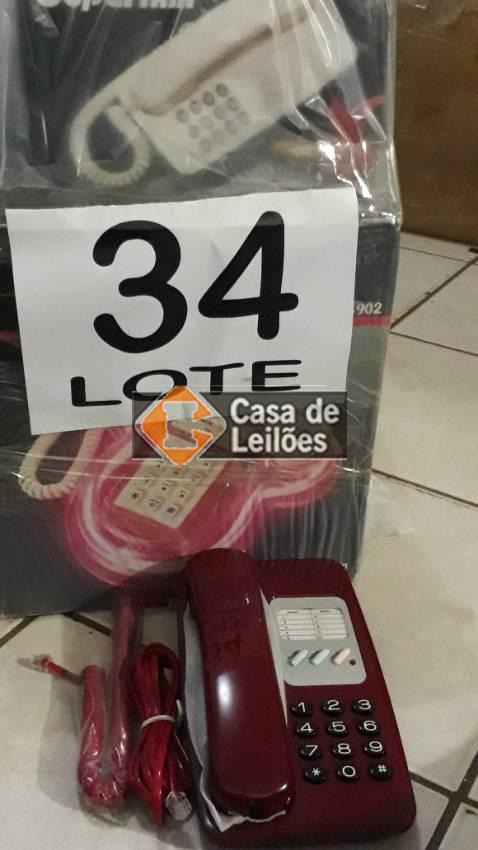 34
LOTE
902
Casa de
Leilões
1 2 3
4 5 6
7 8 9
* 0 #